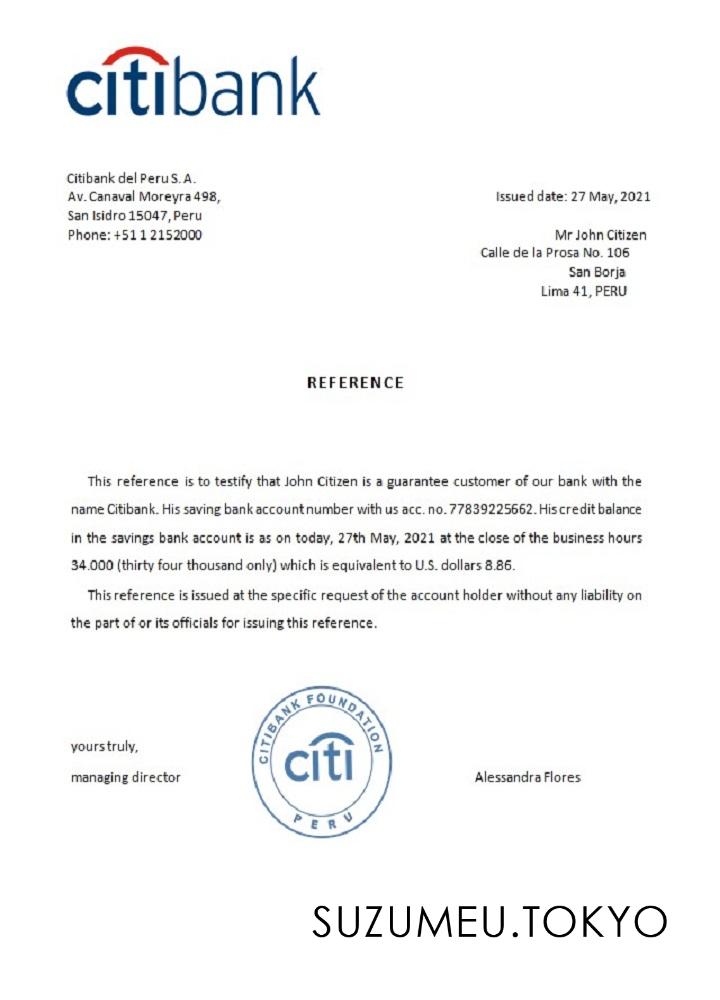 citibank
Citibank del Peru S. A.
Av. Canaval Moreyra 498,
San Isidro 15047, Peru
Phone: +51 1 2152000
Issued date: 27 May, 2021
Mr John Citizen
Calle de la Prosa No. 106
San Borja
Lima 41, PERU
REFERENCE
This reference is to testify that John Citizen is a guarantee customer of our bank with the
name Citibank. His saving bank account number with us acc. no. 77839225662. His credit balance
in the savings bank account is as on today, 27th May, 2021 at the close of the business hours
34.000 (thirty four thousand only) which is equivalent to U.S. dollars 8.86.
This reference is issued at the specific request of the account holder without any liability on
the part of or its officials for issuing this reference.
yours truly,
managing director
CITIBANK FOUNDATION
citi
PERU
Alessandra Flores
SUZUMEU.TOKYO